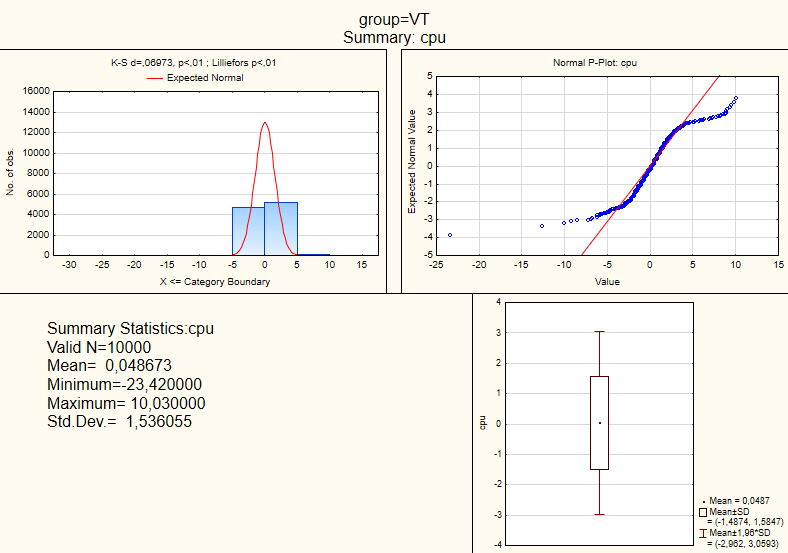 group=VT
Summary: cpu
K-S d=,06973, p<,01 ; Lilliefors p<,01
Expected Normal
No. of obs.
16000
14000
12000
10000
8000
6000
4000
2000
0
-30 -25 -20 -15 -10 -5 0 5 10 15
X <= Category Boundary
Normal P-Plot: cpu
Expected Normal Value
5
4
3
2
1
0
-1
-2
-3
-4
-5
-25 -20 -15 -10 -5 0 5 10 15
Value
Summary Statistics:cpu
Valid N=10000
Mean= 0,048673
Minimum=-23,420000
Maximum= 10,030000
Std.Dev.= 1,536055
cpu
4
3
2
1
0
-1
-2
-3
-4
Mean = 0,0487
Mean±SD
= (-1,4874, 1,5847)
Mean±1,96*SD
= (-2,962, 3,0593)